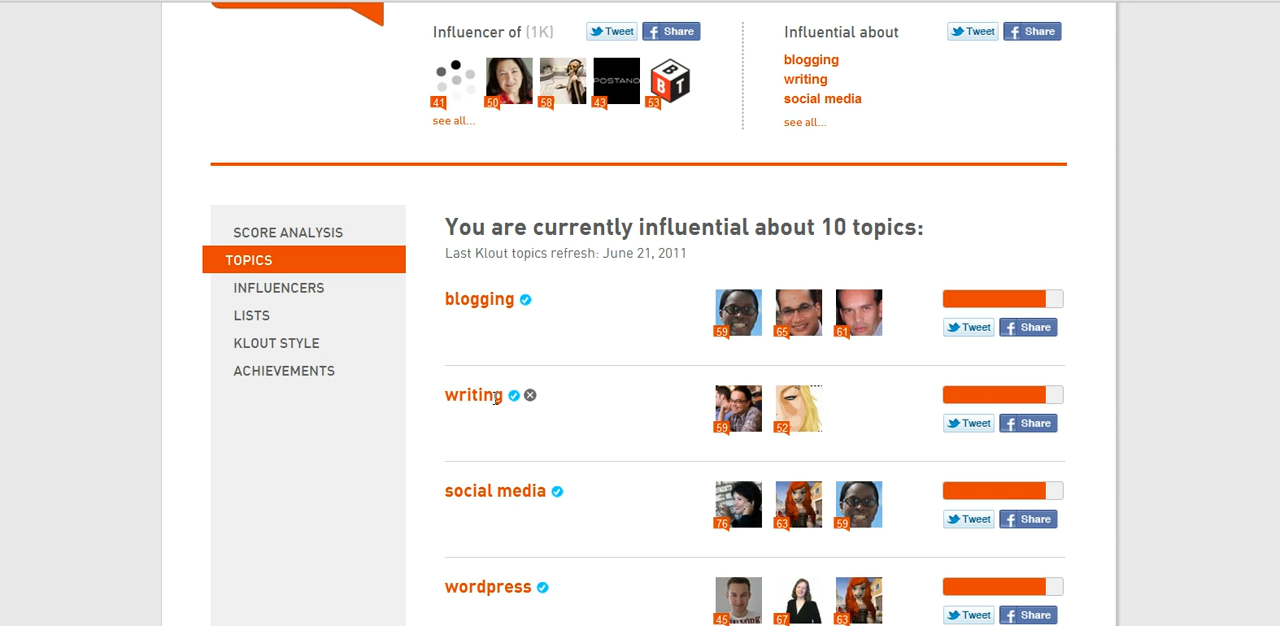 Influencer of (1K)
Tweet
Share
41
50
58
POSTANO
43
B
B T
53
see all...
Influential about
Tweet
Share
blogging
writing
social media
see all...
SCORE ANALYSIS
TOPICS
INFLUENCERS
LISTS
KLOUT STYLE
ACHIEVEMENTS
You are currently influential about 10 topics:
Last Klout topics refresh: June 21, 2011
blogging
59
65
61
Tweet
Share
writing
59
52
Tweet
Share
social media
76
63
59
Tweet
Share
wordpress
45
67
63
Tweet
Share